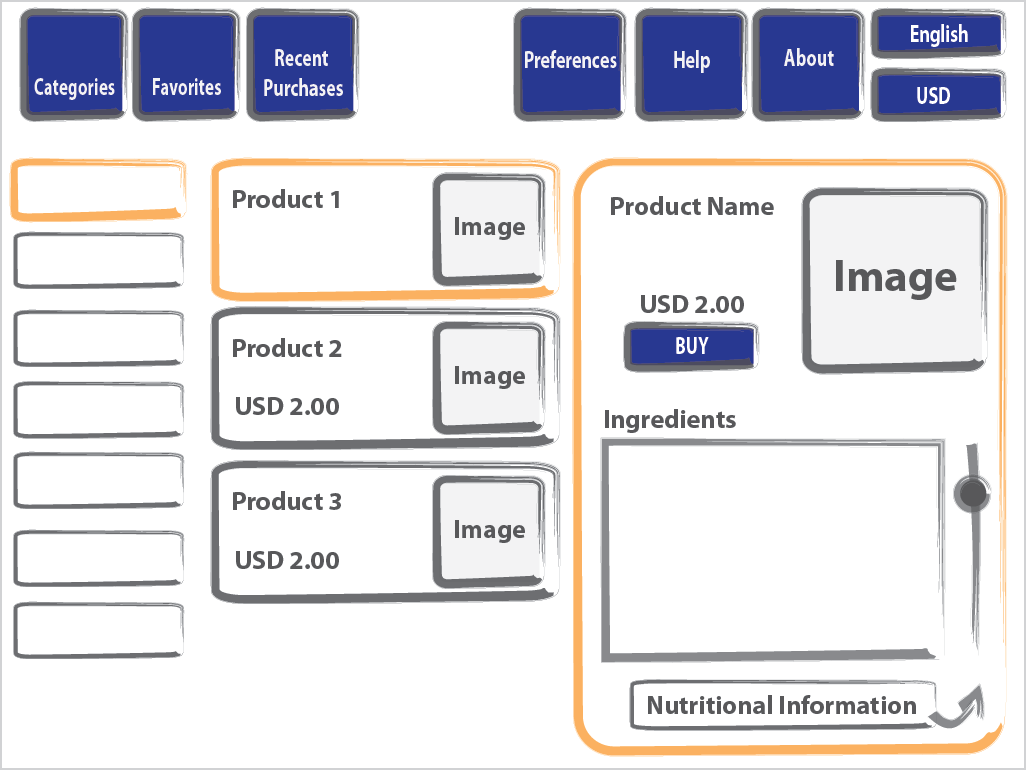 Categories
Favorites
Recent
Purchases
Preferences
Help
About
English
USD
Product 1
Image
Product 2
USD 2.00
Image
Product 3
USD 2.00
Image
Product Name
Image
USD 2.00
BUY
Ingredients
Nutritional Information